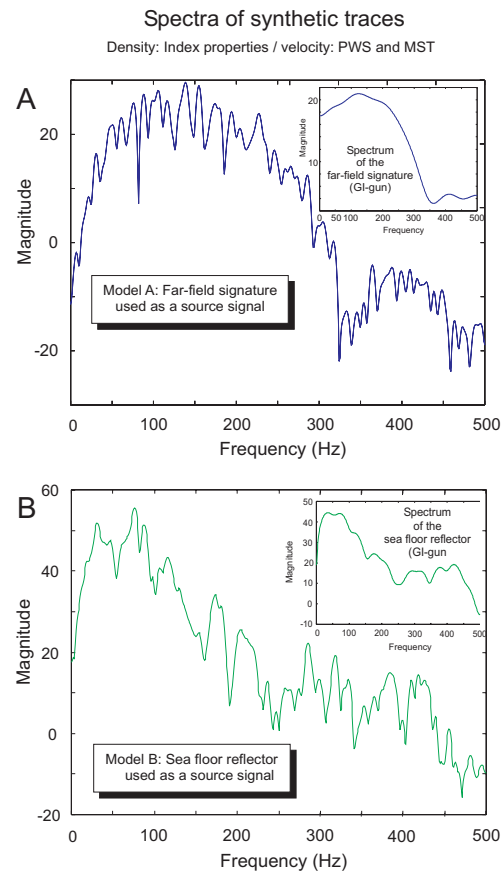 Spectra of synthetic traces
Density: Index properties / velocity: PWS and MST
A
20
0
-20
Magnitude
0
100
200
300
400
500
Frequency (Hz)
Model A: Far-field signature
used as a source signal
20
10
0
Magnitude
Spectrum
of the
far-field signature
(GI-gun)
0
50
100
200
300
400
500
Frequency
B
60
40
20
0
-20
Magnitude
0
100
200
300
400
500
Frequency (Hz)
Model B: Sea floor reflector
used as a source signal
50
40
30
20
10
0
-10
Magnitude
Spectrum
of the
sea floor reflector
(GI-gun
0
100
200
300
400
500
Frequency